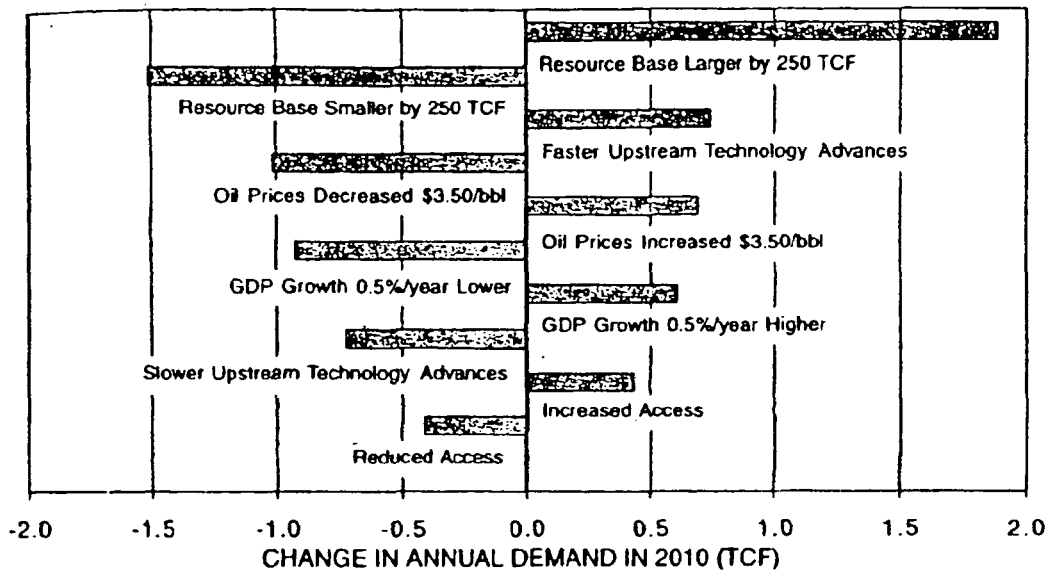 Resource Base Larger by 250 TCF
Resource Base Smaller by 250 TCF
Faster Upstream Technology Advances
Oil Prices Decreased $3.50/bbl
Oil Prices Increased $3.50/bbl
GDP Growth 0.5%/year Lower
GDP Growth 0.5%/year Higher
Slower Upstream Technology Advances
Increased Access
Reduced Access
-2.0 -1.5 -1.0 -0.5 0.0 0.5 1.0 1.5 2.0
CHANGE IN ANNUAL DEMAND IN 2010 (TCF)